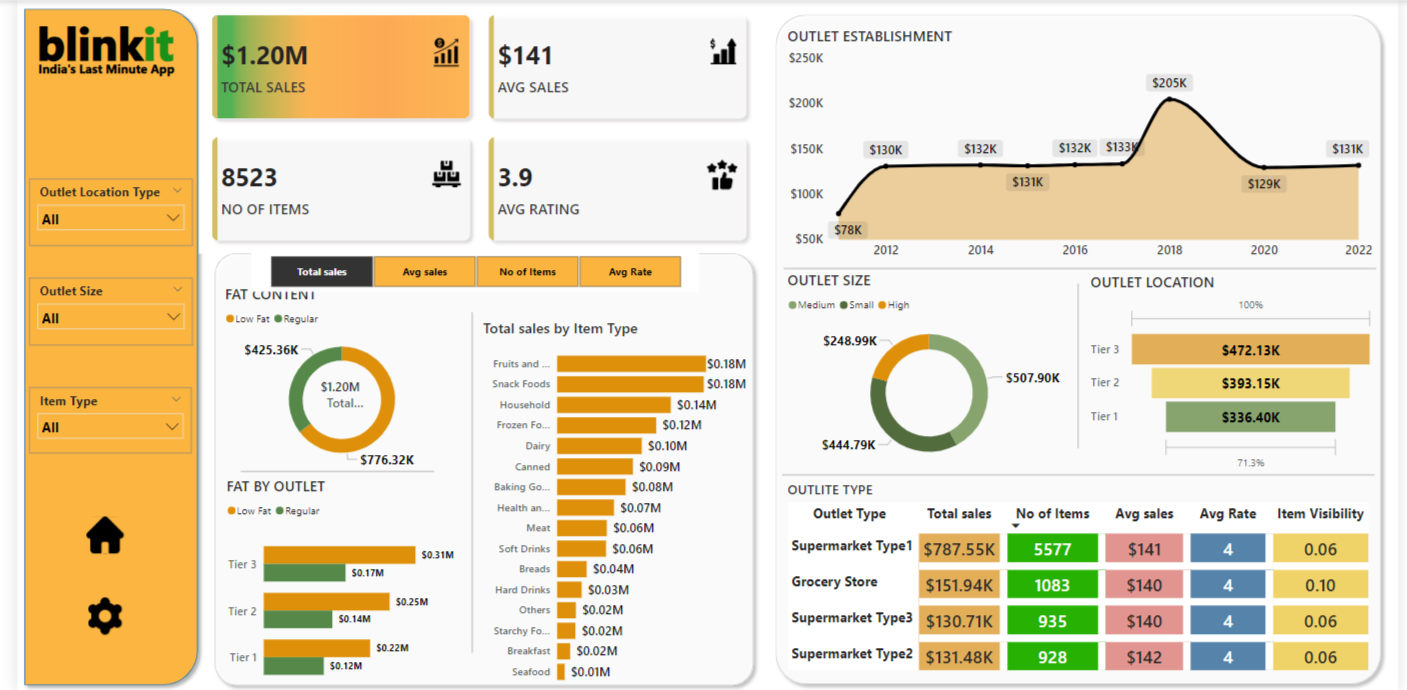 blinkit
India's Last Minute App
Outlet Location Type
All
Outlet Size
All
Item Type
All
$1.20M
TOTAL SALES
$141
AVG SALES
8523
NO OF ITEMS
3.9
AVG RATING
Total sales
Avg sales
No of Items
Avg Rate
FAT CONTENT
Low Fat Regular
$425.36K
$1.20M
Total...
$776.32K
FAT BY OUTLET
Low Fat Regular
Tier 3 $0.31M
$0.17M
Tier 2 $0.25M
$0.14M
Tier 1 $0.22M
$0.12M
Total sales by Item Type
Fruits and ... $0.18M
Snack Foods $0.18M
Household $0.14M
Frozen Fo... $0.12M
Dairy $0.10M
Canned $0.09M
Baking Go... $0.08M
Health an... $0.07M
Meat $0.06M
Soft Drinks $0.06M
Breads $0.04M
Hard Drinks $0.03M
Others $0.02M
Starchy Fo... $0.02M
Breakfast $0.02M
Seafood $0.01M
OUTLET ESTABLISHMENT
$250K
$200K
$150K
$100K
$50K
$78K
$130K
$132K
$131K
$132K
$133K
$205K
$129K
$131K
2012 2014 2016 2018 2020 2022
OUTLET SIZE
Medium Small High
$248.99K
$507.90K
$444.79K
OUTLET LOCATION
100%
Tier 3 $472.13K
Tier 2 $393.15K
Tier 1 $336.40K
71.3%
OUTLITE TYPE
Outlet Type Total sales No of Items Avg sales Avg Rate Item Visibility
Supermarket Type1 $787.55K 5577 $141 4 0.06
Grocery Store $151.94K 1083 $140 4 0.10
Supermarket Type3 $130.71K 935 $140 4 0.06
Supermarket Type2 $131.48K 928 $142 4 0.06